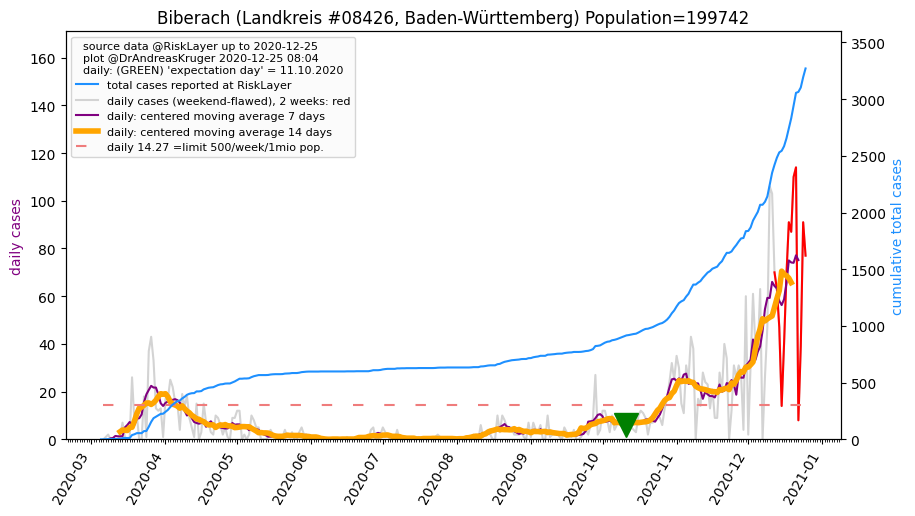 Biberach (Landkreis #08426, Baden-Württemberg) Population=199742
source data @RiskLayer up to 2020-12-25
plot @DrAndreasKruger 2020-12-25 08:04
daily: (GREEN) 'expectation day' = 11.10.2020
total cases reported at RiskLayer
daily cases (weekend-flawed), 2 weeks: red
daily: centered moving average 7 days
daily: centered moving average 14 days
daily 14.27 =limit 500/week/1mio pop.
daily cases
160
140
120
100
80
60
40
20
0
3500
3000
2500
2000
1500
1000
500
0
cumulative total cases
2020-03
2020-04
2020-05
2020-06
2020-07
2020-08
2020-09
2020-10
2020-11
2020-12
2021-01